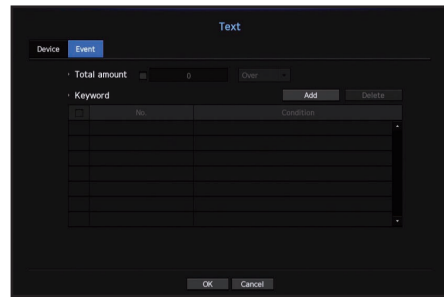 Text
Device Event
Total amount 0 Over
Keyword Add Delete
No. Condition
OK Cancel